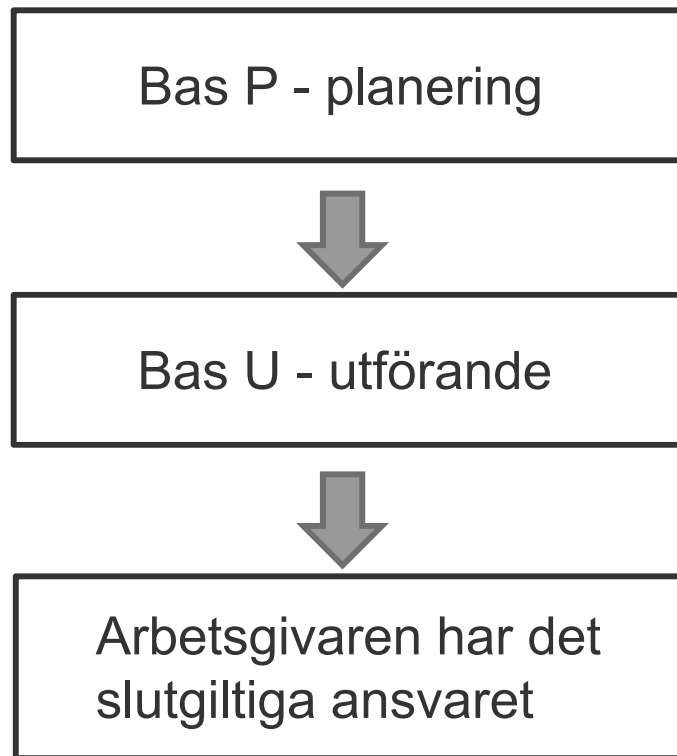 Bas P - planering
Bas U - utförande
Arbetsgivaren har det
slutgiltiga ansvaret